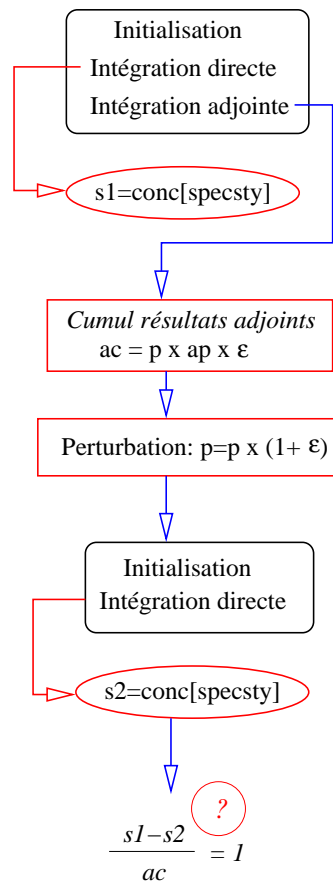 Initialisation
Intégration directe
Intégration adjointe
s1=conc[specsty]
Cumul résultats adjoints
ac = p x ap x ε
Perturbation: p=p x (1+ ε)
Initialisation
Intégration directe
s2=conc[specsty]
?
s1−s2
= 1
ac